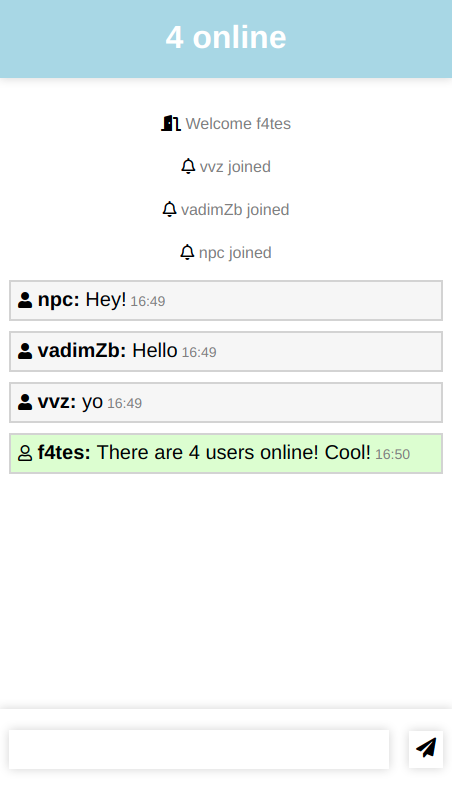 4 online
Welcome f4tes
vvz joined
vadimZb joined
npc joined
npc: Hey! 16:49
vadimZb: Hello 16:49
vvz: yo 16:49
f4tes: There are 4 users online! Cool! 16:50